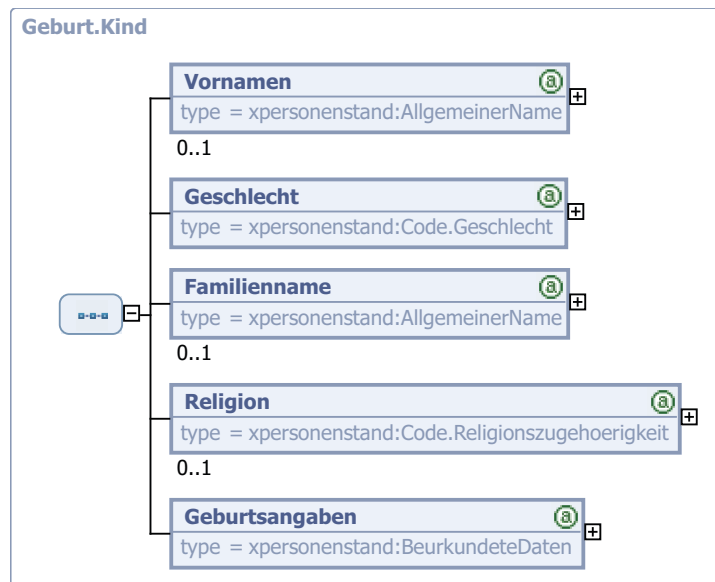 Geburt.Kind
Vornamen
type = xpersonenstand:AllgemeinerName
0..1
Geschlecht
type = xpersonenstand:Code.Geschlecht
Familienname
type = xpersonenstand:AllgemeinerName
0..1
Religion
type = xpersonenstand:Code.Religionszugehoerigkeit
0..1
Geburtsangaben
type = xpersonenstand:BeurkundeteDaten